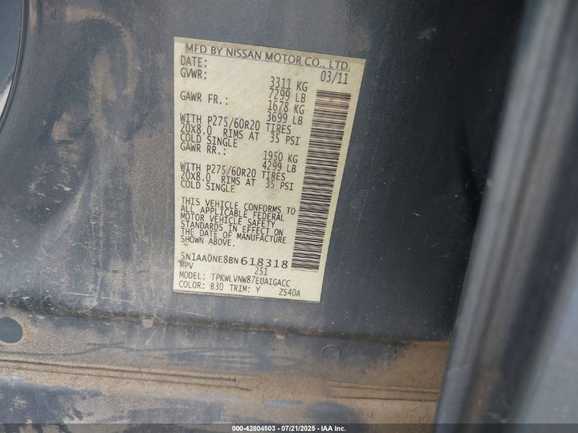 MFD BY NISSAN MOTOR CO., LTD.
DATE: 03/11
GVWR: 3311 KG
7299 LB
GAWR FR.: 1678 KG
3699 LB
WITH P275/60R20 TIRES
20X8.0 RIMS AT 35 PSI
COLD SINGLE
GAWR RR.: 1950 KG
4299 LB
WITH P275/60R20 TIRES
20X8.0 RIMS AT 35 PSI
COLD SINGLE
THIS VEHICLE CONFORMS TO
ALL APPLICABLE FEDERAL
MOTOR VEHICLE SAFETY
STANDARDS IN EFFECT ON
THE DATE OF MANUFACTURE
SHOWN ABOVE.
5N1AA0NE8BN618318
MPV 251
MODEL: TPKWLVNW87EUAIGACC
COLOR: B30 TRIM: Y Z540A
000-42804503 - 07/21/2025 - IAA, Inc.